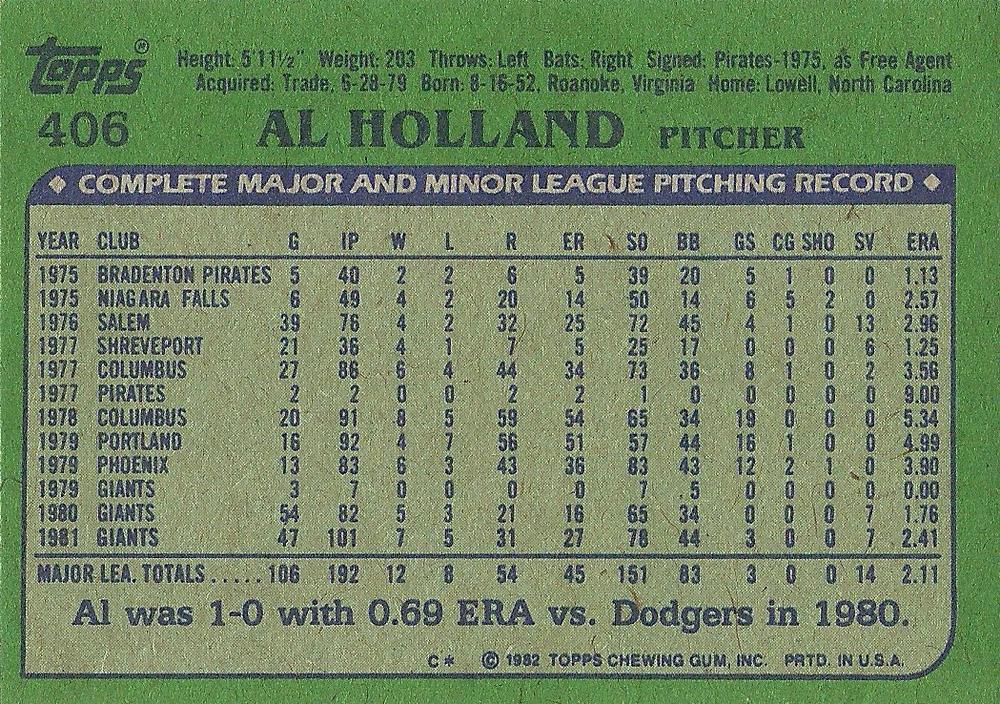 Topps® Height: 5'11½" Weight: 203 Throws: Left Bats: Right Signed: Pirates-1975, as Free Agent
Acquired: Trade, 6-28-79 Born: 8-16-52, Roanoke, Virginia Home: Lowell, North Carolina
406 AL HOLLAND PITCHER
◆ COMPLETE MAJOR AND MINOR LEAGUE PITCHING RECORD ◆
YEAR CLUB G IP W L R ER SO BB GS CG SHO SV ERA
1975 BRADENTON PIRATES 5 40 2 2 6 5 39 20 5 1 0 0 1.13
1975 NIAGARA FALLS 6 49 4 2 20 14 50 14 6 5 2 0 2.57
1976 SALEM 39 76 4 2 32 25 72 45 4 1 0 13 2.96
1977 SHREVEPORT 21 36 4 1 7 5 25 17 0 0 0 6 1.25
1977 COLUMBUS 27 86 6 4 44 34 73 36 8 1 0 2 3.56
1977 PIRATES 2 2 0 0 2 2 1 0 0 0 0 0 9.00
1978 COLUMBUS 20 91 8 5 59 54 65 34 19 0 0 0 5.34
1979 PORTLAND 16 92 4 7 56 51 57 44 16 1 0 0 4.99
1979 PHOENIX 13 83 6 3 43 36 83 43 12 2 1 0 3.90
1979 GIANTS 3 7 0 0 0 0 7 5 0 0 0 0 0.00
1980 GIANTS 54 82 5 3 21 16 65 34 0 0 0 7 1.76
1981 GIANTS 47 101 7 5 31 27 78 44 3 0 0 7 2.41
MAJOR LEA. TOTALS.....106 192 12 8 54 45 151 83 3 0 0 14 2.11
Al was 1-0 with 0.69 ERA vs. Dodgers in 1980.
C* © 1982 TOPPS CHEWING GUM, INC. PRTD. IN U.S.A.